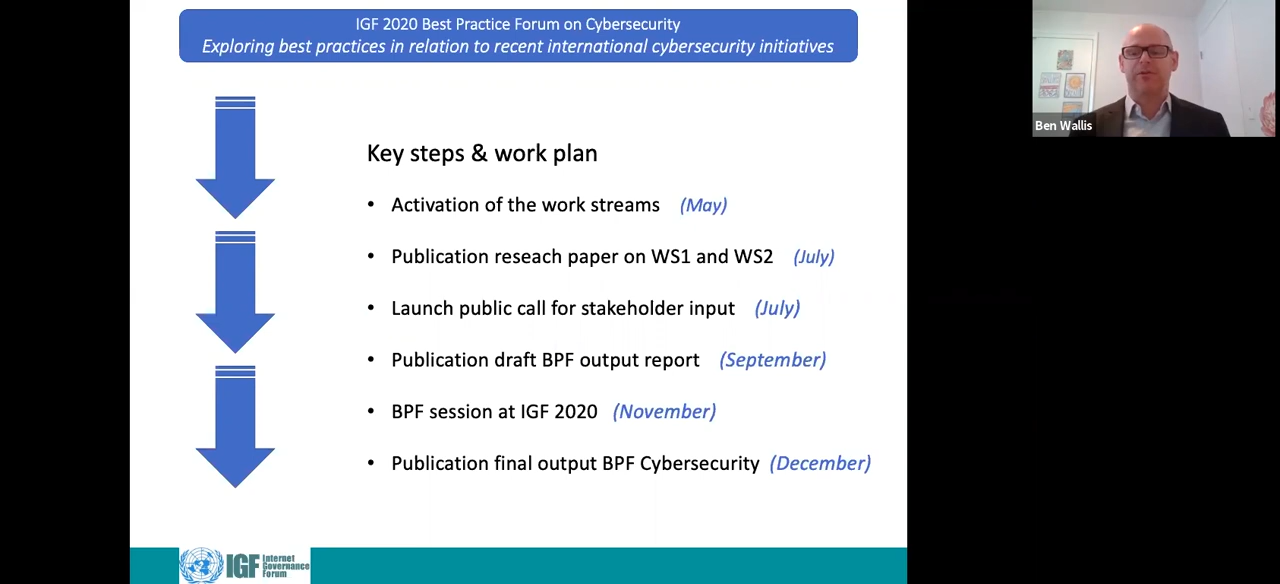 IGF 2020 Best Practice Forum on Cybersecurity
Exploring best practices in relation to recent international cybersecurity initiatives
Ben Wallis
Key steps & work plan
• Activation of the work streams (May)
• Publication reseach paper on WS1 and WS2 (July)
• Launch public call for stakeholder input (July)
• Publication draft BPF output report (September)
• BPF session at IGF 2020 (November)
• Publication final output BPF Cybersecurity (December)
IGF Internet
Governance
Forum